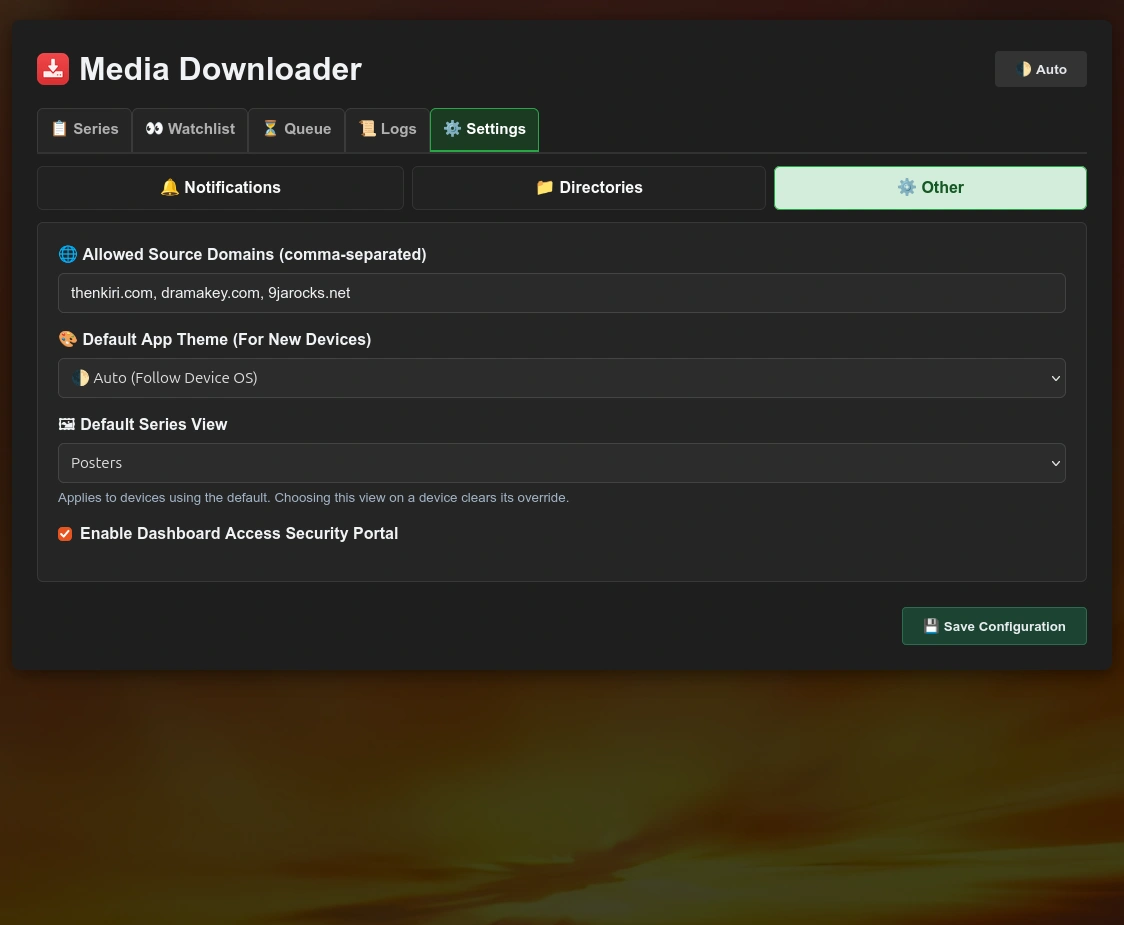 Media Downloader
🌓 Auto
📋 Series
👀 Watchlist
⏳ Queue
📜 Logs
⚙️ Settings
🔔 Notifications
📁 Directories
⚙️ Other
🌐 Allowed Source Domains (comma-separated)
thenkiri.com, dramakey.com, 9jarocks.net
🎨 Default App Theme (For New Devices)
🌓 Auto (Follow Device OS)
🖼 Default Series View
Posters
Applies to devices using the default. Choosing this view on a device clears its override.
Enable Dashboard Access Security Portal
💾 Save Configuration